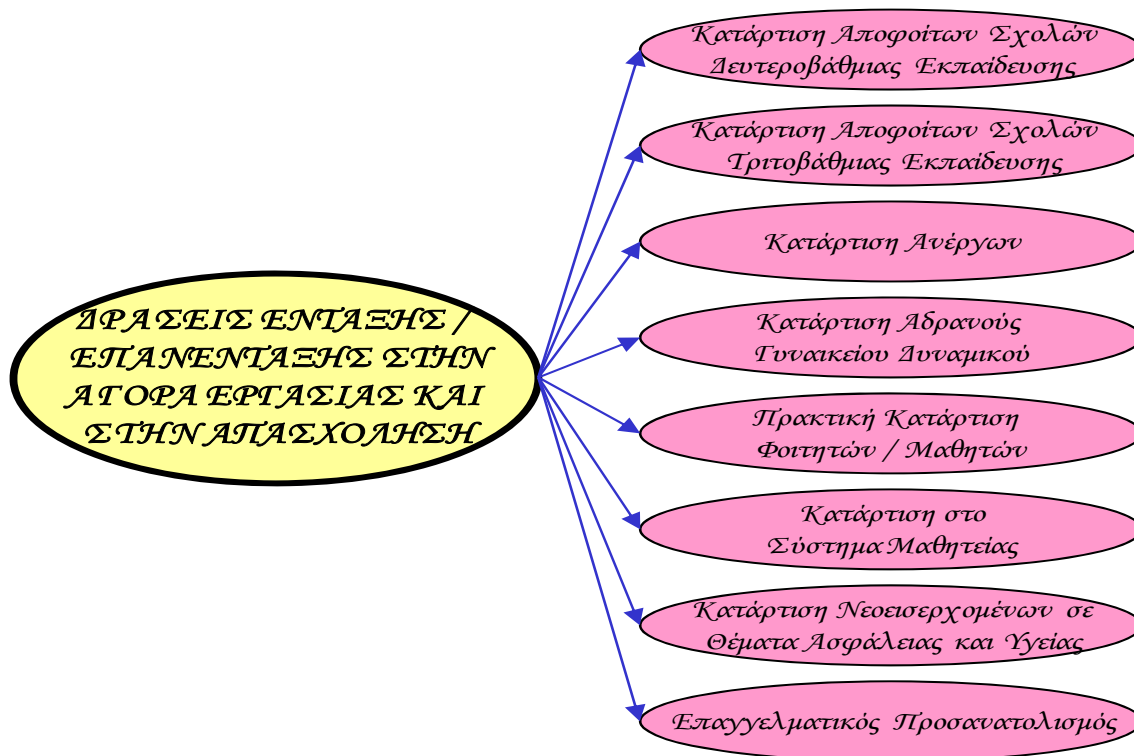 ΔΡΑΣΕΙΣ ΕΝΤΑΞΗΣ /
ΕΠΑΝΕΝΤΑΞΗΣ ΣΤΗΝ
ΑΓΟΡΑ ΕΡΓΑΣΙΑΣ ΚΑΙ
ΣΤΗΝ ΑΠΑΣΧΟΛΗΣΗ
Κατάρτιση Αποφοίτων Σχολών
Δευτεροβάθμιας Εκπαίδευσης
Κατάρτιση Αποφοίτων Σχολών
Τριτοβάθμιας Εκπαίδευσης
Κατάρτιση Ανέργων
Κατάρτιση Αδρανούς
Γυναικείου Δυναμικού
Πρακτική Κατάρτιση
Φοιτητών / Μαθητών
Κατάρτιση στο
Σύστημα Μαθητείας
Κατάρτιση Νεοεισερχομένων σε
Θέματα Ασφάλειας και Υγείας
Επαγγελματικός Προσανατολισμός